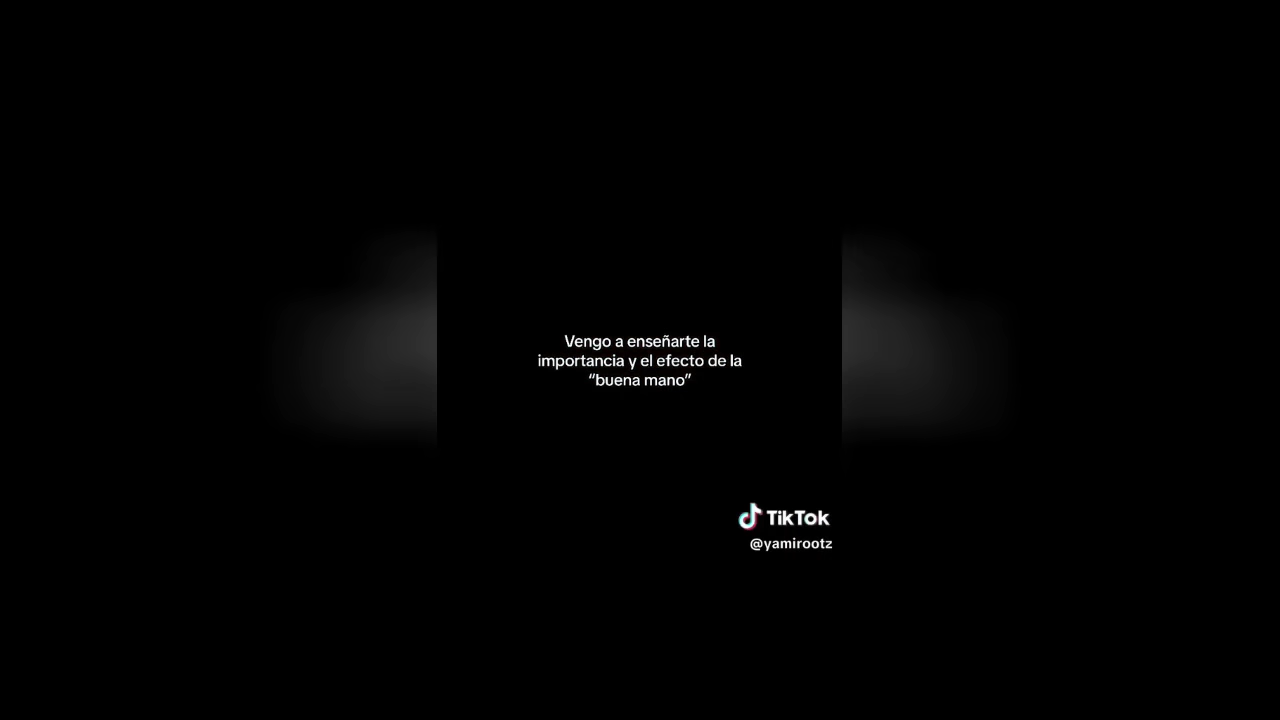 Vengo a enseñarte la
importancia y el efecto de la
“buena mano”
TikTok
@yamirootz